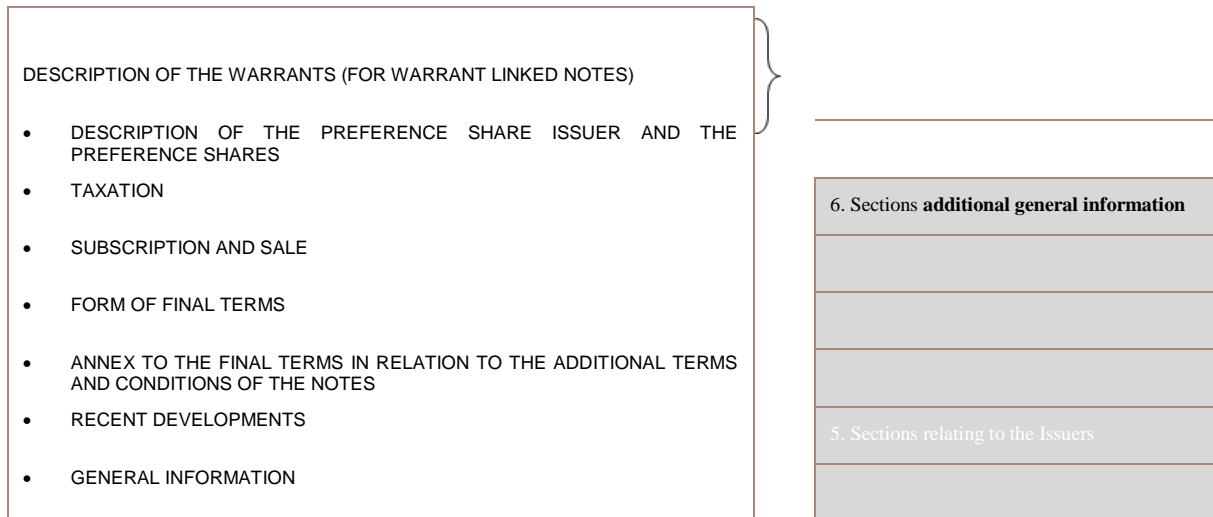 DESCRIPTION OF THE WARRANTS (FOR WARRANT LINKED NOTES)
• DESCRIPTION OF THE PREFERENCE SHARE ISSUER AND THE
PREFERENCE SHARES
• TAXATION
• SUBSCRIPTION AND SALE
• FORM OF FINAL TERMS
• ANNEX TO THE FINAL TERMS IN RELATION TO THE ADDITIONAL TERMS
AND CONDITIONS OF THE NOTES
• RECENT DEVELOPMENTS
• GENERAL INFORMATION
6. Sections additional general information
5. Sections relating to the Issuers